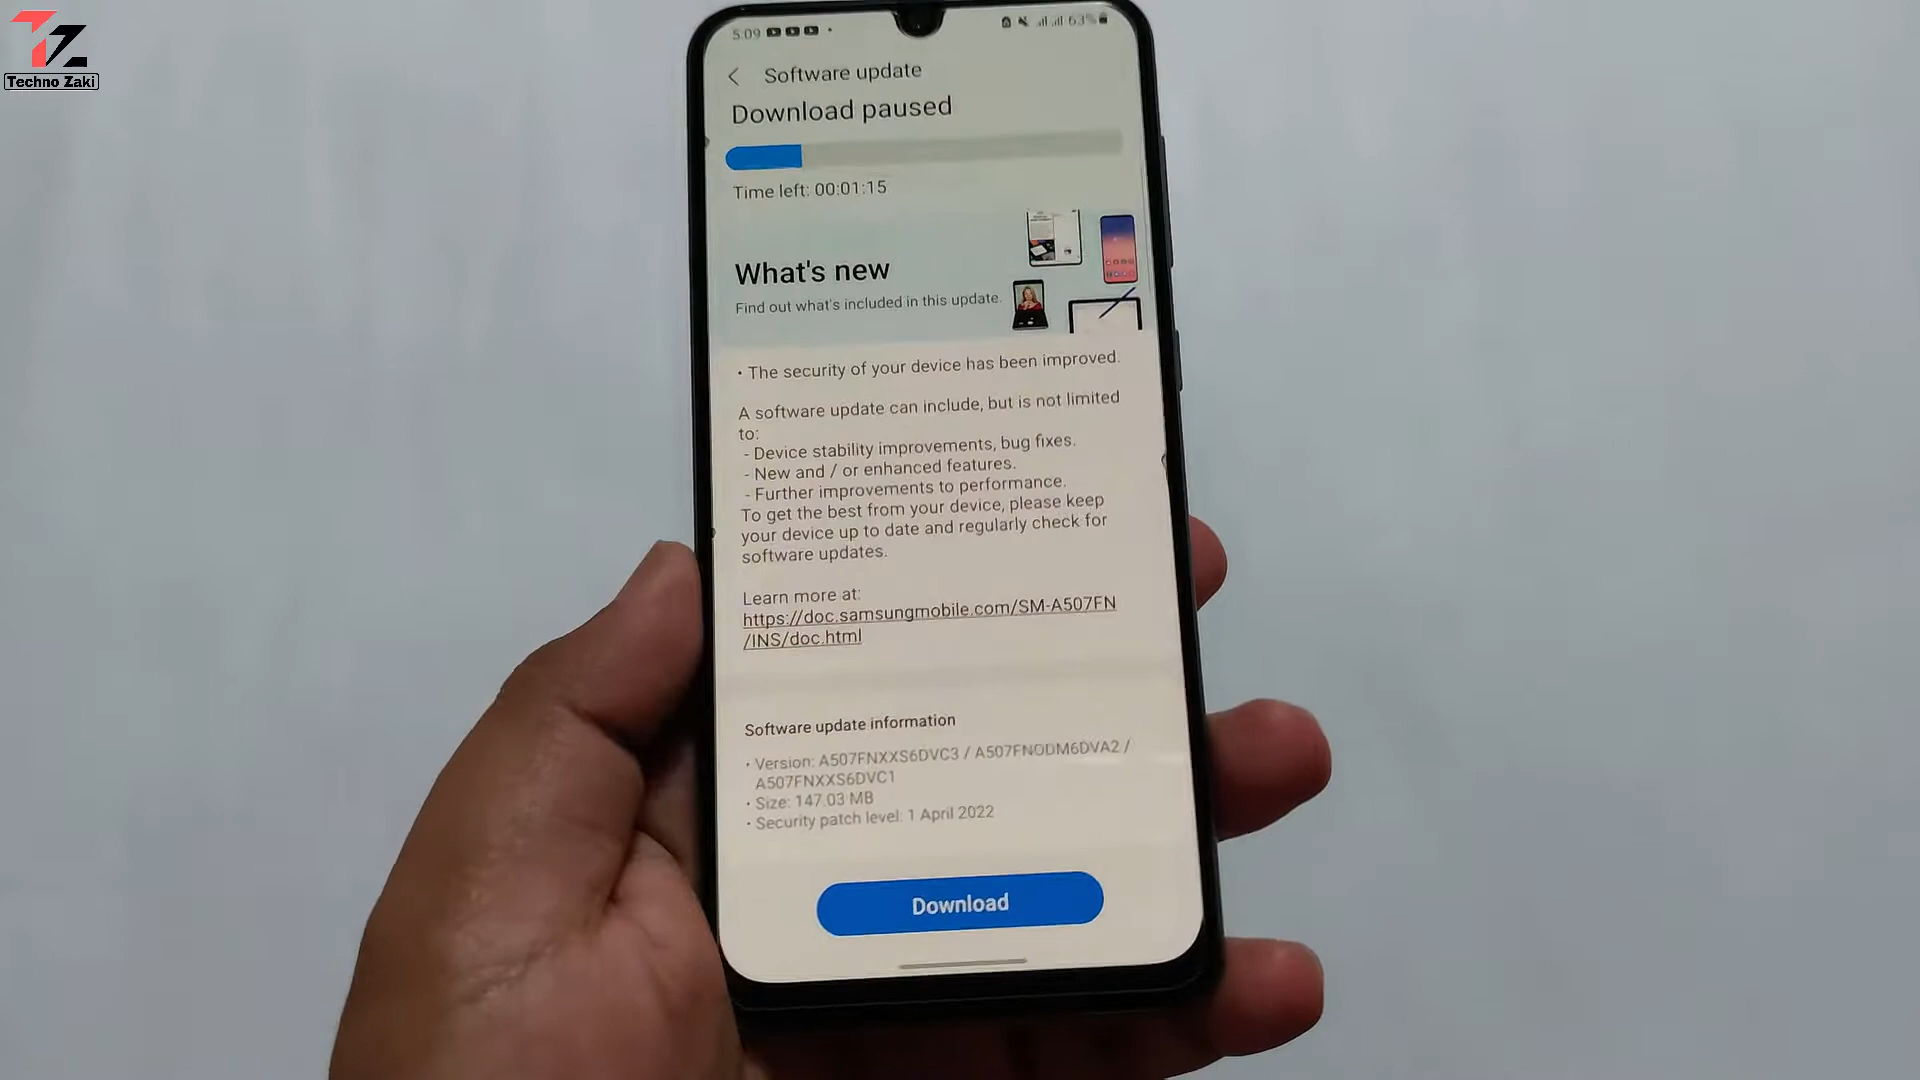 TZ
Techno Zaki
5:09
63%
Software update
Download paused
Time left: 00:01:15
What's new
Find out what's included in this update.
• The security of your device has been improved.
A software update can include, but is not limited
to:
- Device stability improvements, bug fixes.
- New and / or enhanced features.
- Further improvements to performance.
To get the best from your device, please keep
your device up to date and regularly check for
software updates.
Learn more at:
https://doc.samsungmobile.com/SM-A507FN
/INS/doc.html
Software update information
• Version: A507FNXXS6DVC3 / A507FNODM6DVA2 /
A507FNXXS6DVC1
• Size: 147.03 MB
• Security patch level: 1 April 2022
Download